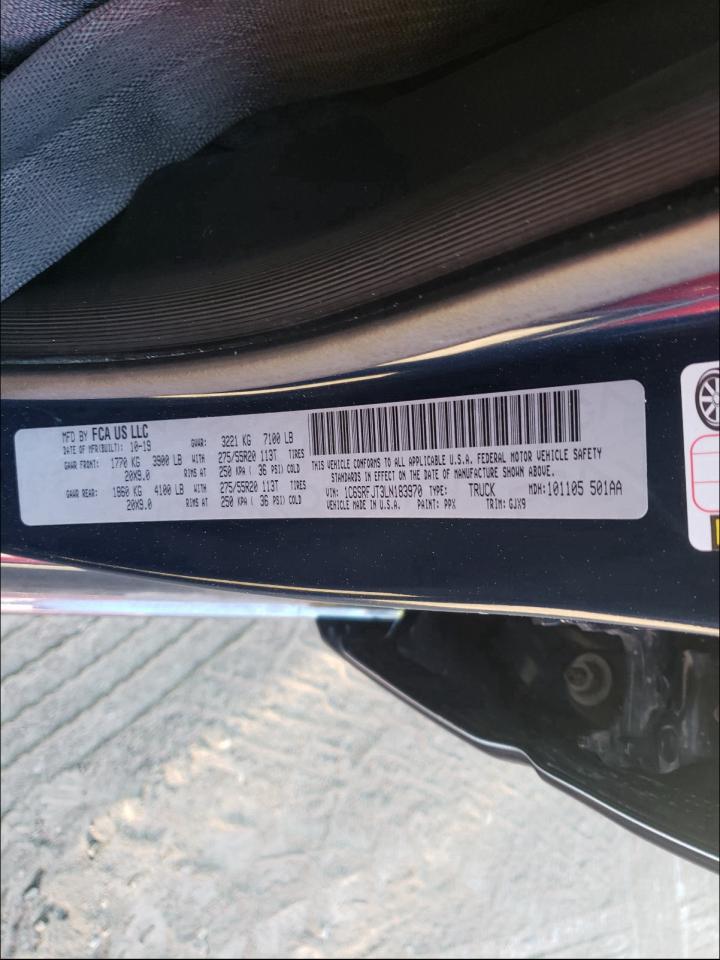 MFD BY FCA US LLC
DATE OF MFR(BUILT): 10-19 GVWR: 3221 KG 7100 LB
GAWR FRONT: 1770 KG 3900 LB WITH 275/55R20 113T TIRES
20X9.0 RIMS AT 250 KPA ( 36 PSI) COLD
GAWR REAR: 1860 KG 4100 LB WITH 275/55R20 113T TIRES
20X9.0 RIMS AT 250 KPA ( 36 PSI) COLD
THIS VEHICLE CONFORMS TO ALL APPLICABLE U.S.A. FEDERAL MOTOR VEHICLE SAFETY
STANDARDS IN EFFECT ON THE DATE OF MANUFACTURE SHOWN ABOVE.
VIN: 1C6SRFJT3LN183970 TYPE: TRUCK MDH: 101105 501AA
VEHICLE MADE IN U.S.A. PAINT: PPX TRIM: GJX9